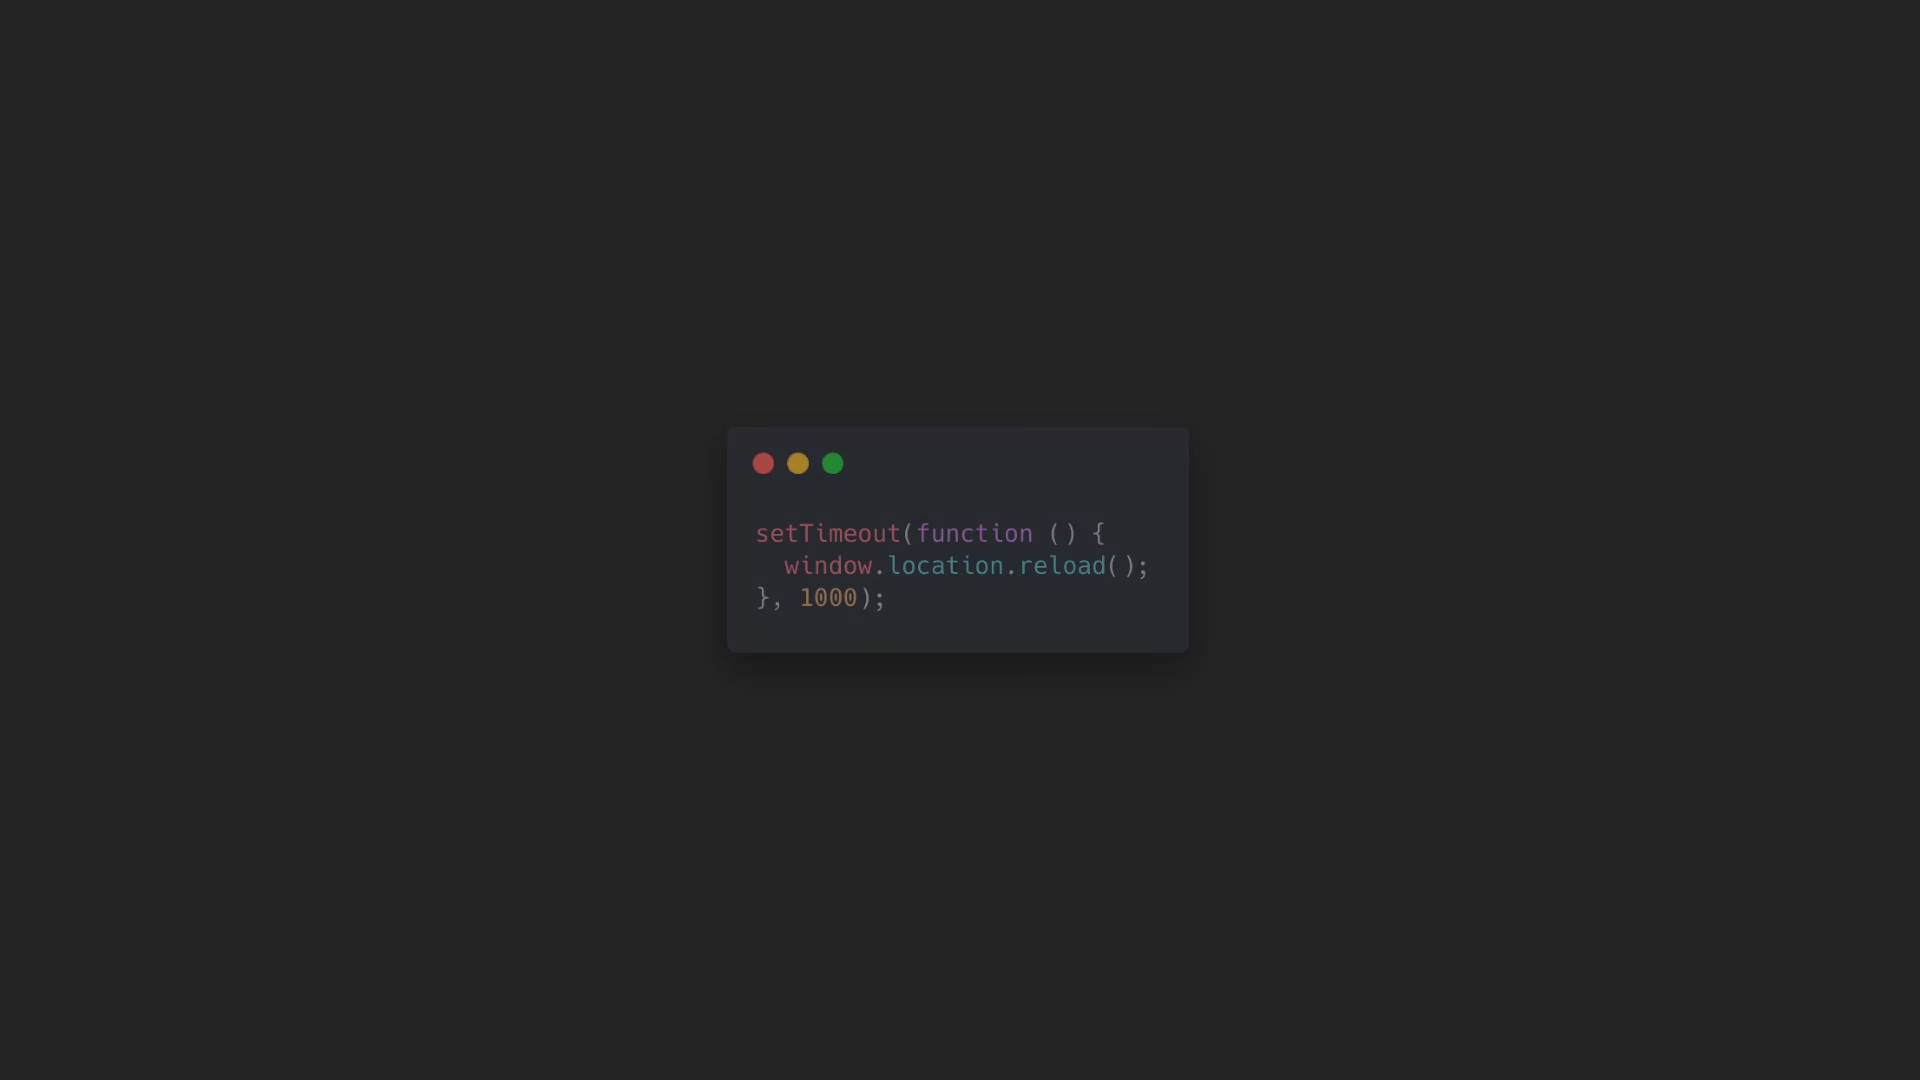 setTimeout(function () {
  window.location.reload();
}, 1000);